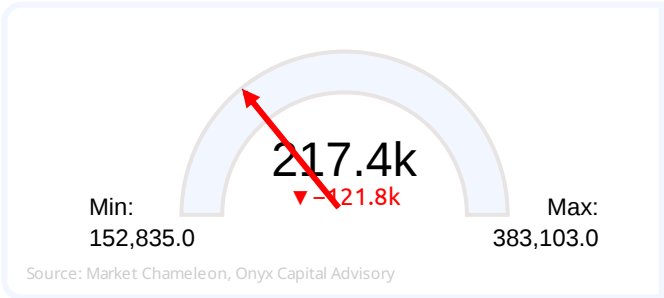 217.4k
▼−121.8k
Min:
152,835.0
Max:
383,103.0
Source: Market Chameleon, Onyx Capital Advisory